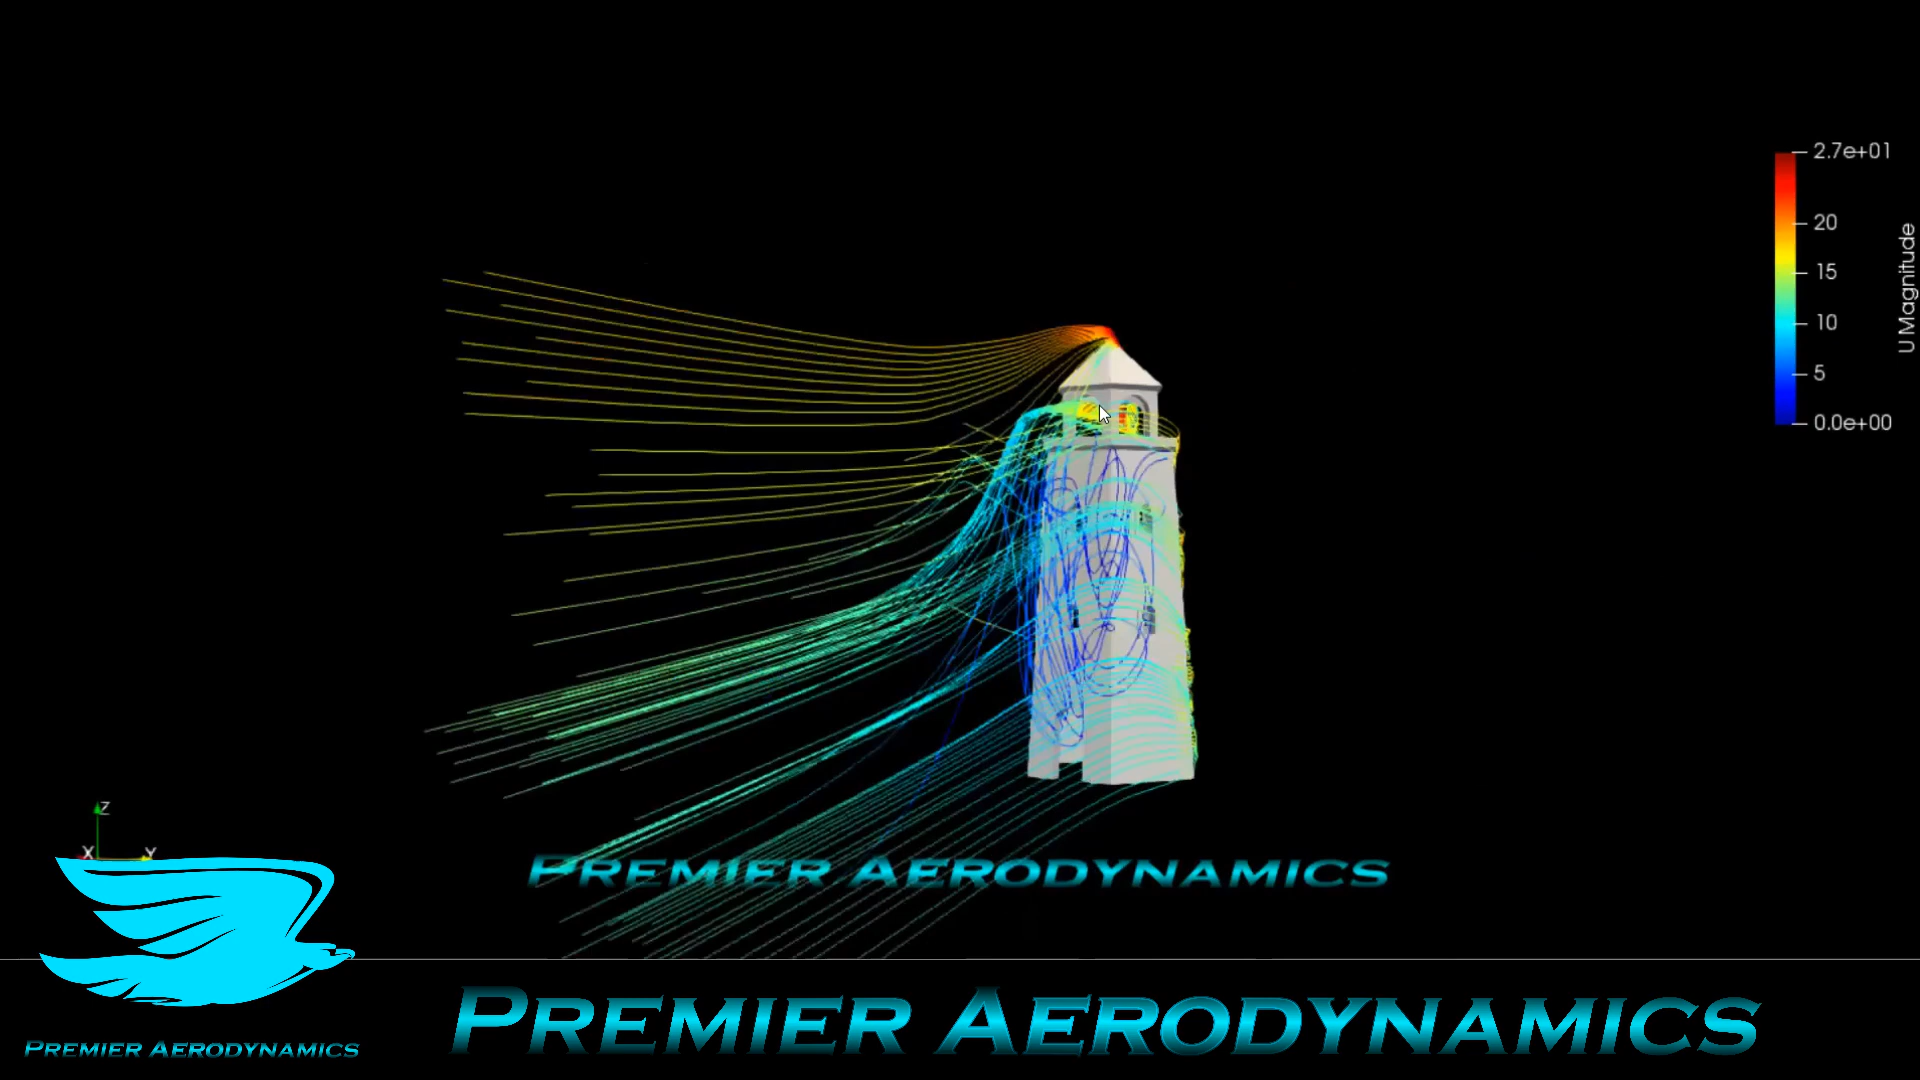 2.7e+01
20
15
10
5
0.0e+00
U Magnitude
Z
X Y
PREMIER AERODYNAMICS
PREMIER AERODYNAMICS
PREMIER AERODYNAMICS